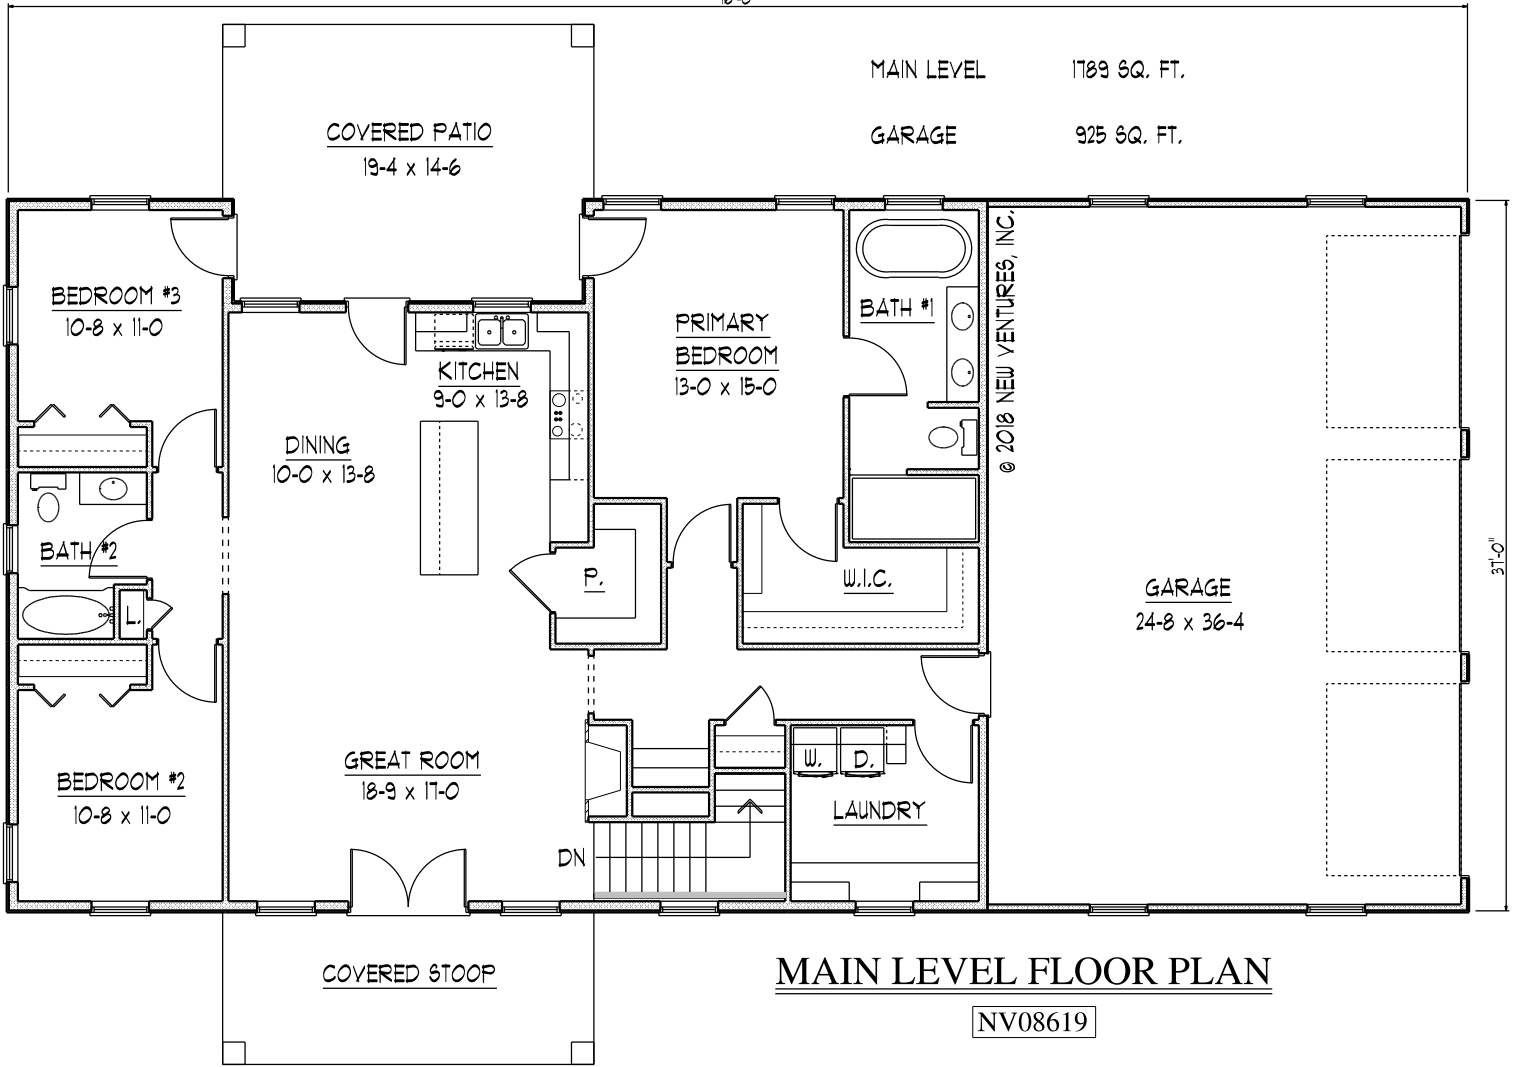 MAIN LEVEL 1789 SQ. FT.
GARAGE 925 SQ. FT.
COVERED PATIO
19-4 x 14-6
BEDROOM #3
10-8 x 11-0
KITCHEN
9-0 x 13-8
DINING
10-0 x 13-8
PRIMARY
BEDROOM
13-0 x 15-0
BATH #1
© 2018 NEW VENTURES, INC.
BATH #2
L.
P.
W.I.C.
GARAGE
24-8 x 36-4
37'-0"
BEDROOM #2
10-8 x 11-0
GREAT ROOM
18-9 x 17-0
W.
D.
LAUNDRY
DN
COVERED STOOP
MAIN LEVEL FLOOR PLAN
NV08619